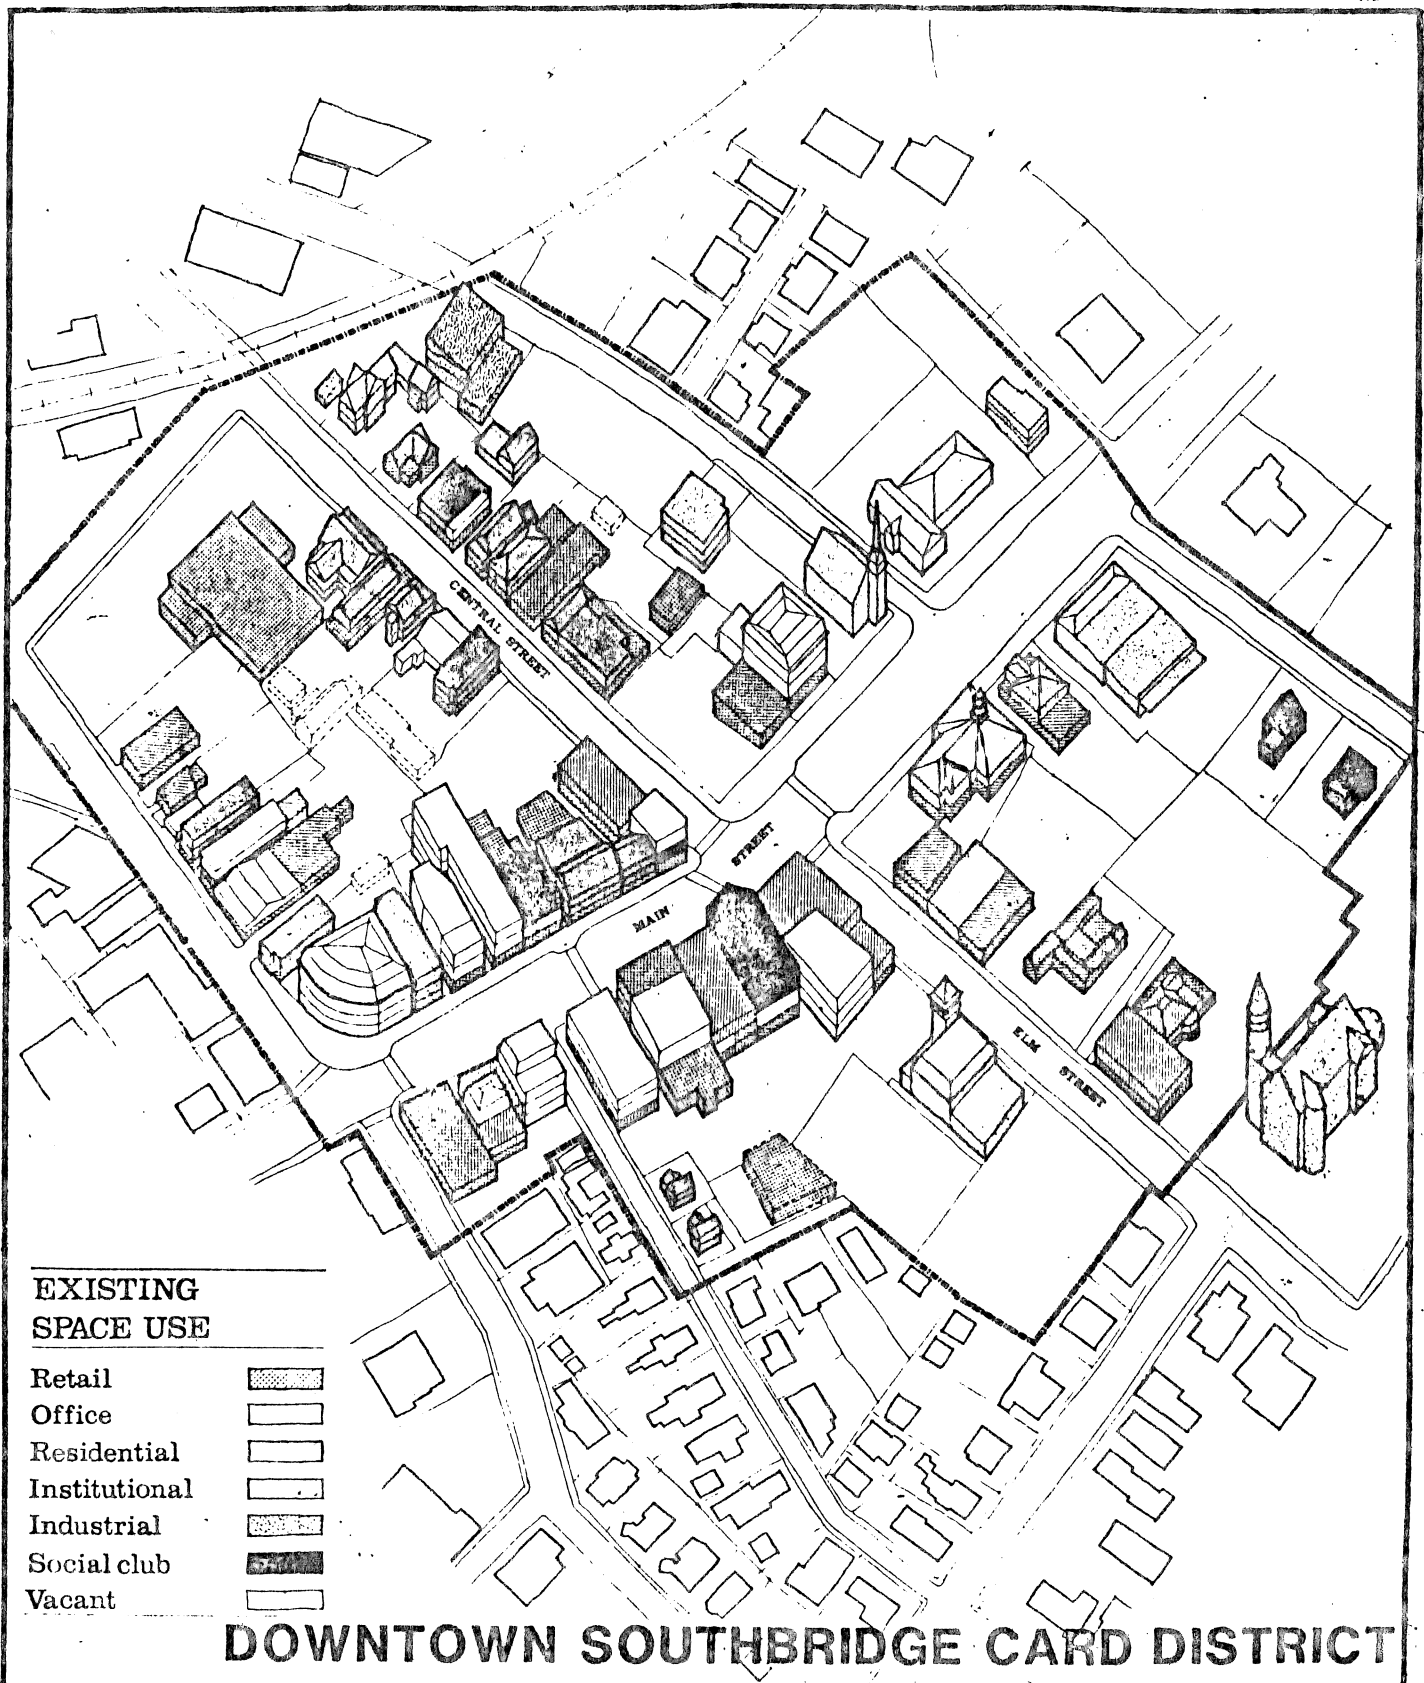 CENTRAL STREET
STREET
MAIN
ELM
STREET
EXISTING
SPACE USE
Retail
Office
Residential
Institutional
Industrial
Social club
Vacant
DOWNTOWN SOUTHBRIDGE CARD DISTRICT